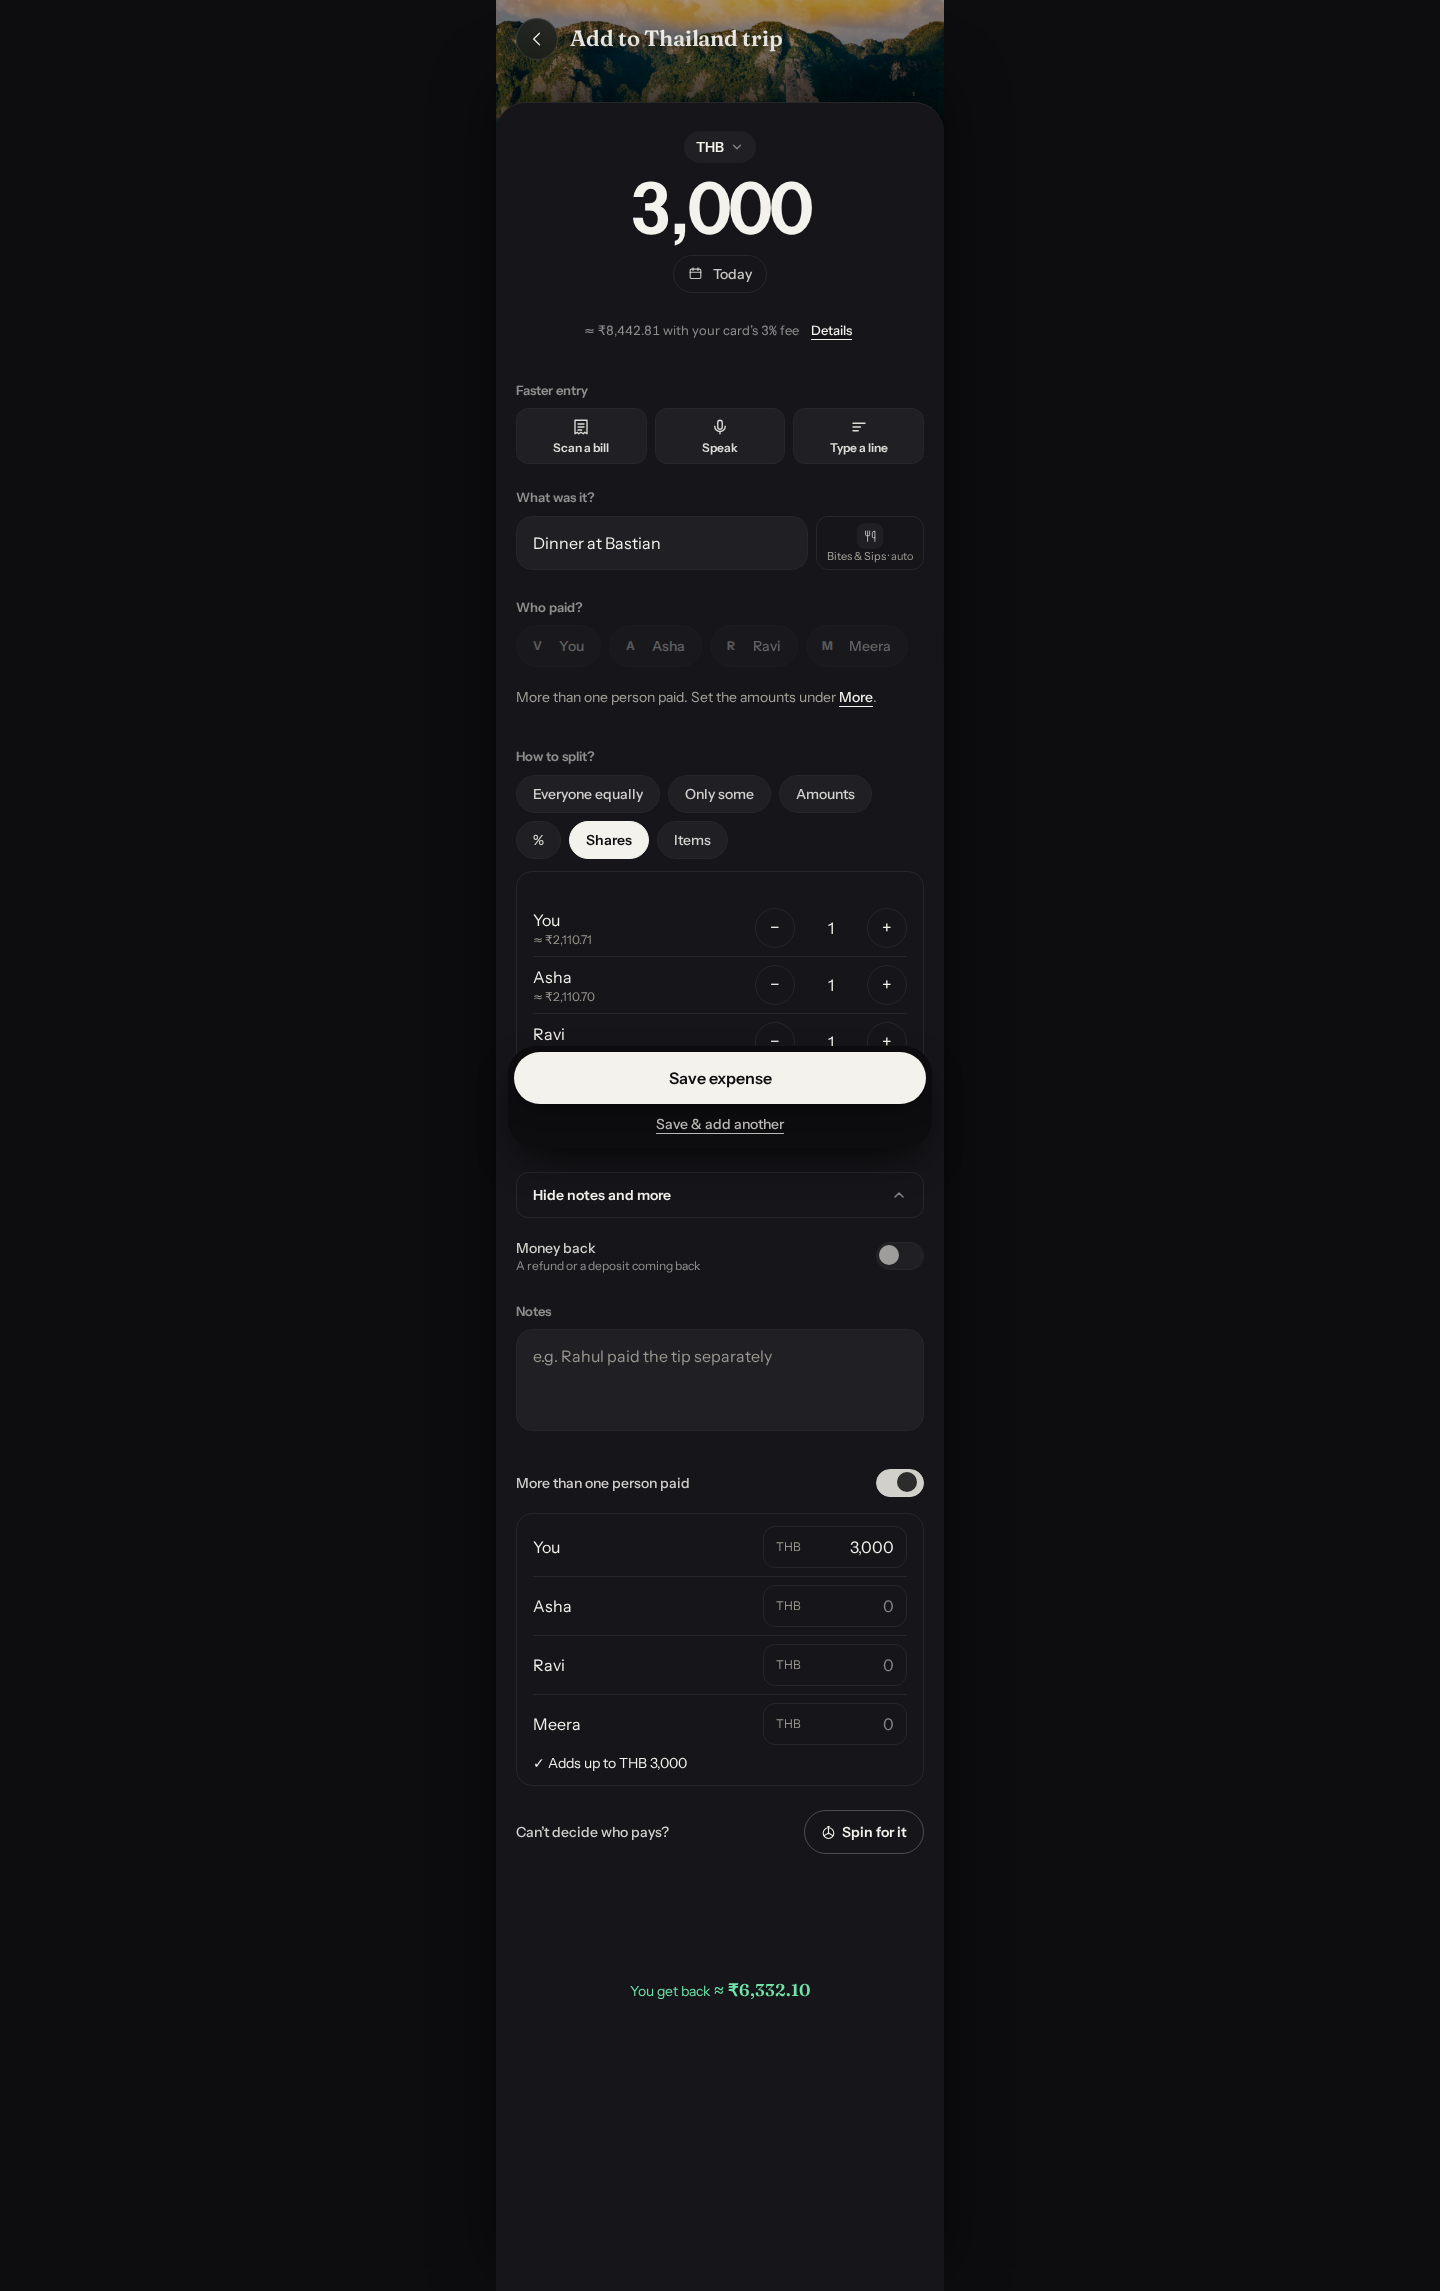 Add to Thailand trip
THB
3,000
Today
≈ ₹8,442.81 with your card's 3% fee Details
Faster entry
Scan a bill Speak Type a line
What was it?
Dinner at Bastian
Bites & Sips · auto
Who paid?
V You A Asha R Ravi M Meera
More than one person paid. Set the amounts under More.
How to split?
Everyone equally Only some Amounts
% Shares Items
You
− 1 +
≈ ₹2,110.71
Asha
− 1 +
≈ ₹2,110.70
Ravi
− 1 +
Save expense
Save & add another
Hide notes and more
Money back
A refund or a deposit coming back
Notes
e.g. Rahul paid the tip separately
More than one person paid
You THB 3,000
Asha THB 0
Ravi THB 0
Meera THB 0
✓ Adds up to THB 3,000
Can't decide who pays? Spin for it
You get back ≈ ₹6,332.10